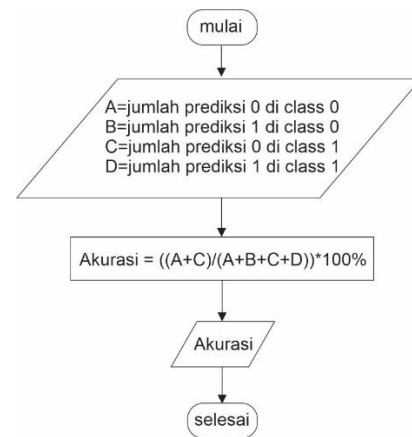 mulai
A=jumlah prediksi 0 di class 0
B=jumlah prediksi 1 di class 0
C=jumlah prediksi 0 di class 1
D=jumlah prediksi 1 di class 1
Akurasi = ((A+C)/(A+B+C+D))*100%
Akurasi
selesai